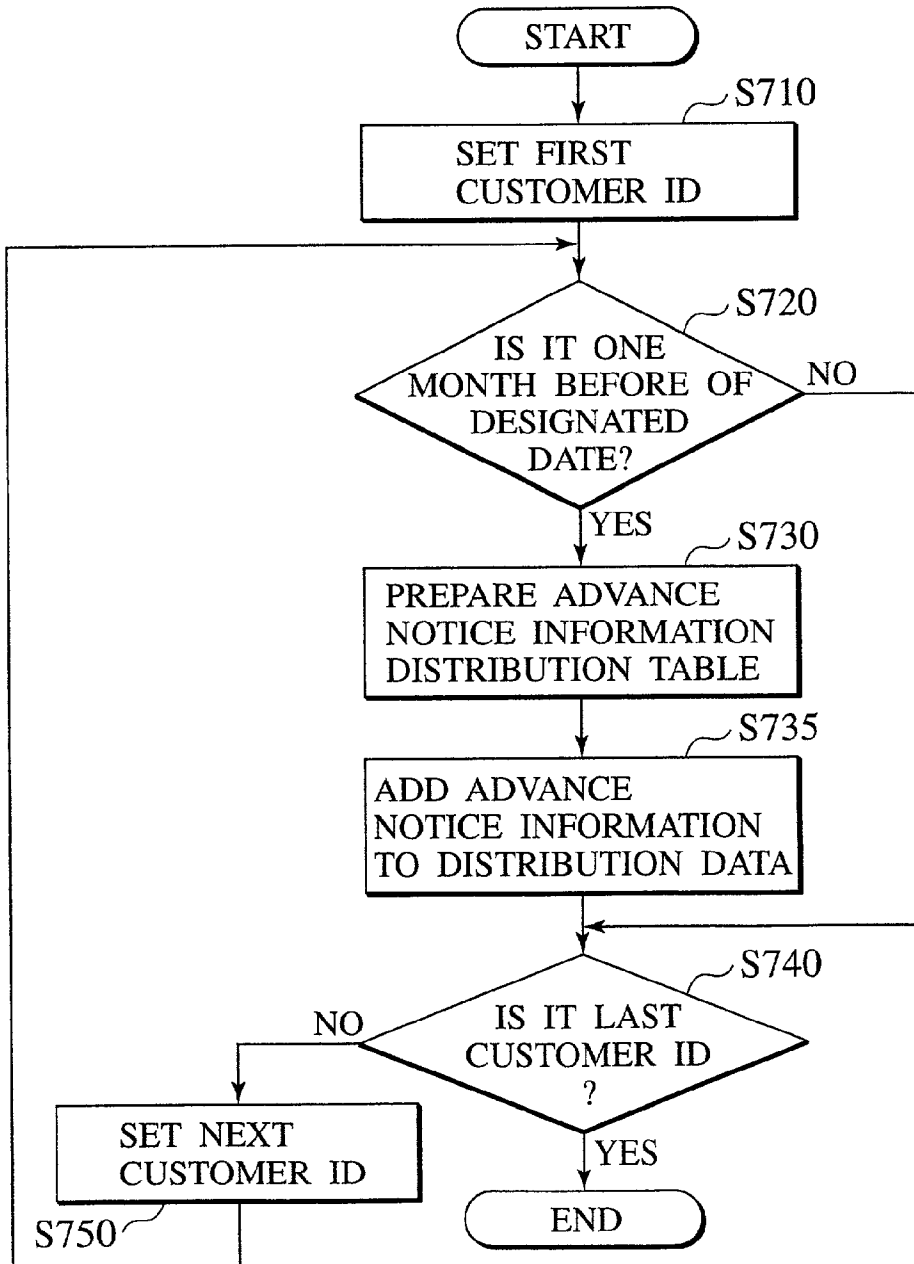 START
S710
SET FIRST
CUSTOMER ID
S720
IS IT ONE
MONTH BEFORE OF
DESIGNATED
DATE?
NO
YES
S730
PREPARE ADVANCE
NOTICE INFORMATION
DISTRIBUTION TABLE
S735
ADD ADVANCE
NOTICE INFORMATION
TO DISTRIBUTION DATA
S740
IS IT LAST
CUSTOMER ID
?
NO
SET NEXT
CUSTOMER ID
S750
YES
END